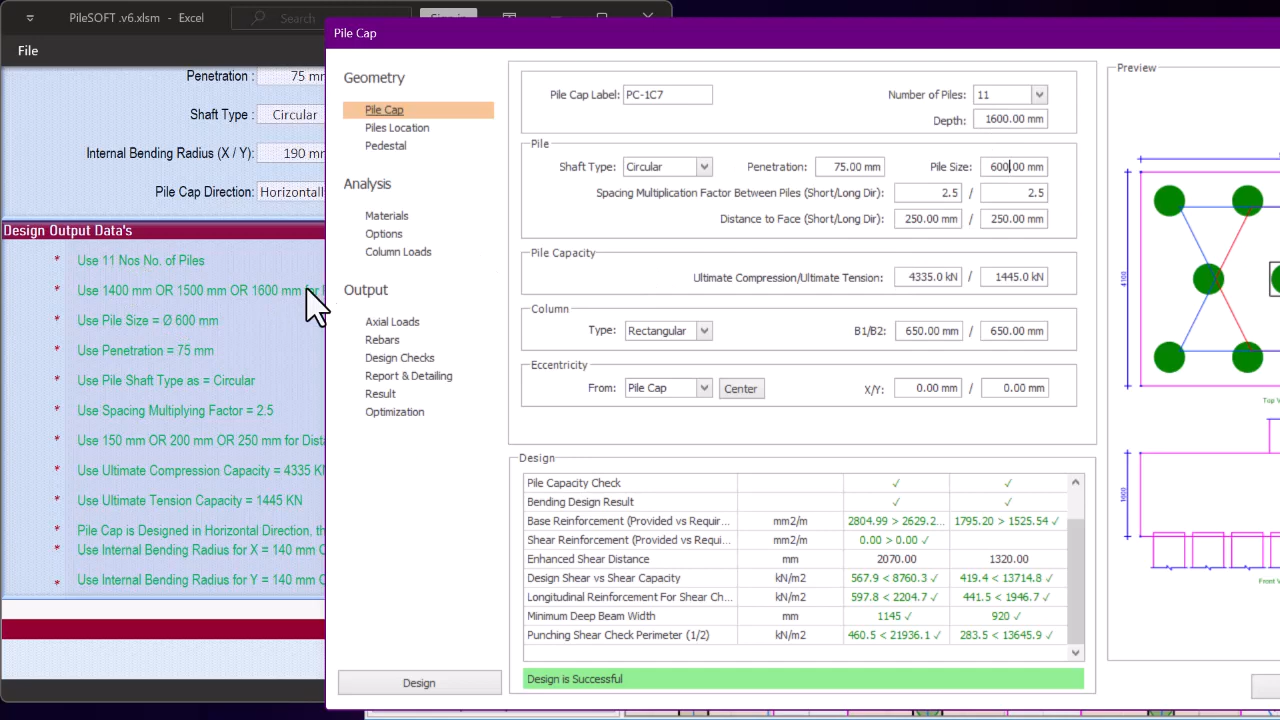 PileSOFT .v6.xlsm - Excel
Search
Sign in
File
Penetration :
75 mm
Shaft Type :
Circular
Internal Bending Radius (X / Y) :
190 mm
Pile Cap Direction:
Horizontall
Design Output Data's
* Use 11 Nos No. of Piles
* Use 1400 mm OR 1500 mm OR 1600 mm for
* Use Pile Size = Ø 600 mm
* Use Penetration = 75 mm
* Use Pile Shaft Type as = Circular
* Use Spacing Multiplying Factor = 2.5
* Use 150 mm OR 200 mm OR 250 mm for Dista
* Use Ultimate Compression Capacity = 4335 KN
* Use Ultimate Tension Capacity = 1445 KN
* Pile Cap is Designed in Horizontal Direction, th
* Use Internal Bending Radius for X = 140 mm O
* Use Internal Bending Radius for Y = 140 mm O
Pile Cap
Geometry
Pile Cap
Piles Location
Pedestal
Analysis
Materials
Options
Column Loads
Output
Axial Loads
Rebars
Design Checks
Report & Detailing
Result
Optimization
Design
Pile Cap Label: PC-1C7
Number of Piles: 11
Depth: 1600.00 mm
Pile
Shaft Type: Circular
Penetration: 75.00 mm
Pile Size: 600.00 mm
Spacing Multiplication Factor Between Piles (Short/Long Dir): 2.5 / 2.5
Distance to Face (Short/Long Dir): 250.00 mm / 250.00 mm
Pile Capacity
Ultimate Compression/Ultimate Tension: 4335.0 kN / 1445.0 kN
Column
Type: Rectangular
B1/B2: 650.00 mm / 650.00 mm
Eccentricity
From: Pile Cap Center
X/Y: 0.00 mm / 0.00 mm
Design
Pile Capacity Check ✓ ✓
Bending Design Result ✓ ✓
Base Reinforcement (Provided vs Requir... mm2/m 2804.99 > 2629.2... 1795.20 > 1525.54 ✓
Shear Reinforcement (Provided vs Requi... mm2/m 0.00 > 0.00 ✓
Enhanced Shear Distance mm 2070.00 1320.00
Design Shear vs Shear Capacity kN/m2 567.9 < 8760.3 ✓ 419.4 < 13714.8 ✓
Longitudinal Reinforcement For Shear Ch... kN/m2 597.8 < 2204.7 ✓ 441.5 < 1946.7 ✓
Minimum Deep Beam Width mm 1145 ✓ 920 ✓
Punching Shear Check Perimeter (1/2) kN/m2 460.5 < 21936.1 ✓ 283.5 < 13645.9 ✓
Design is Successful
Preview
4100
Top V
1600
Front V